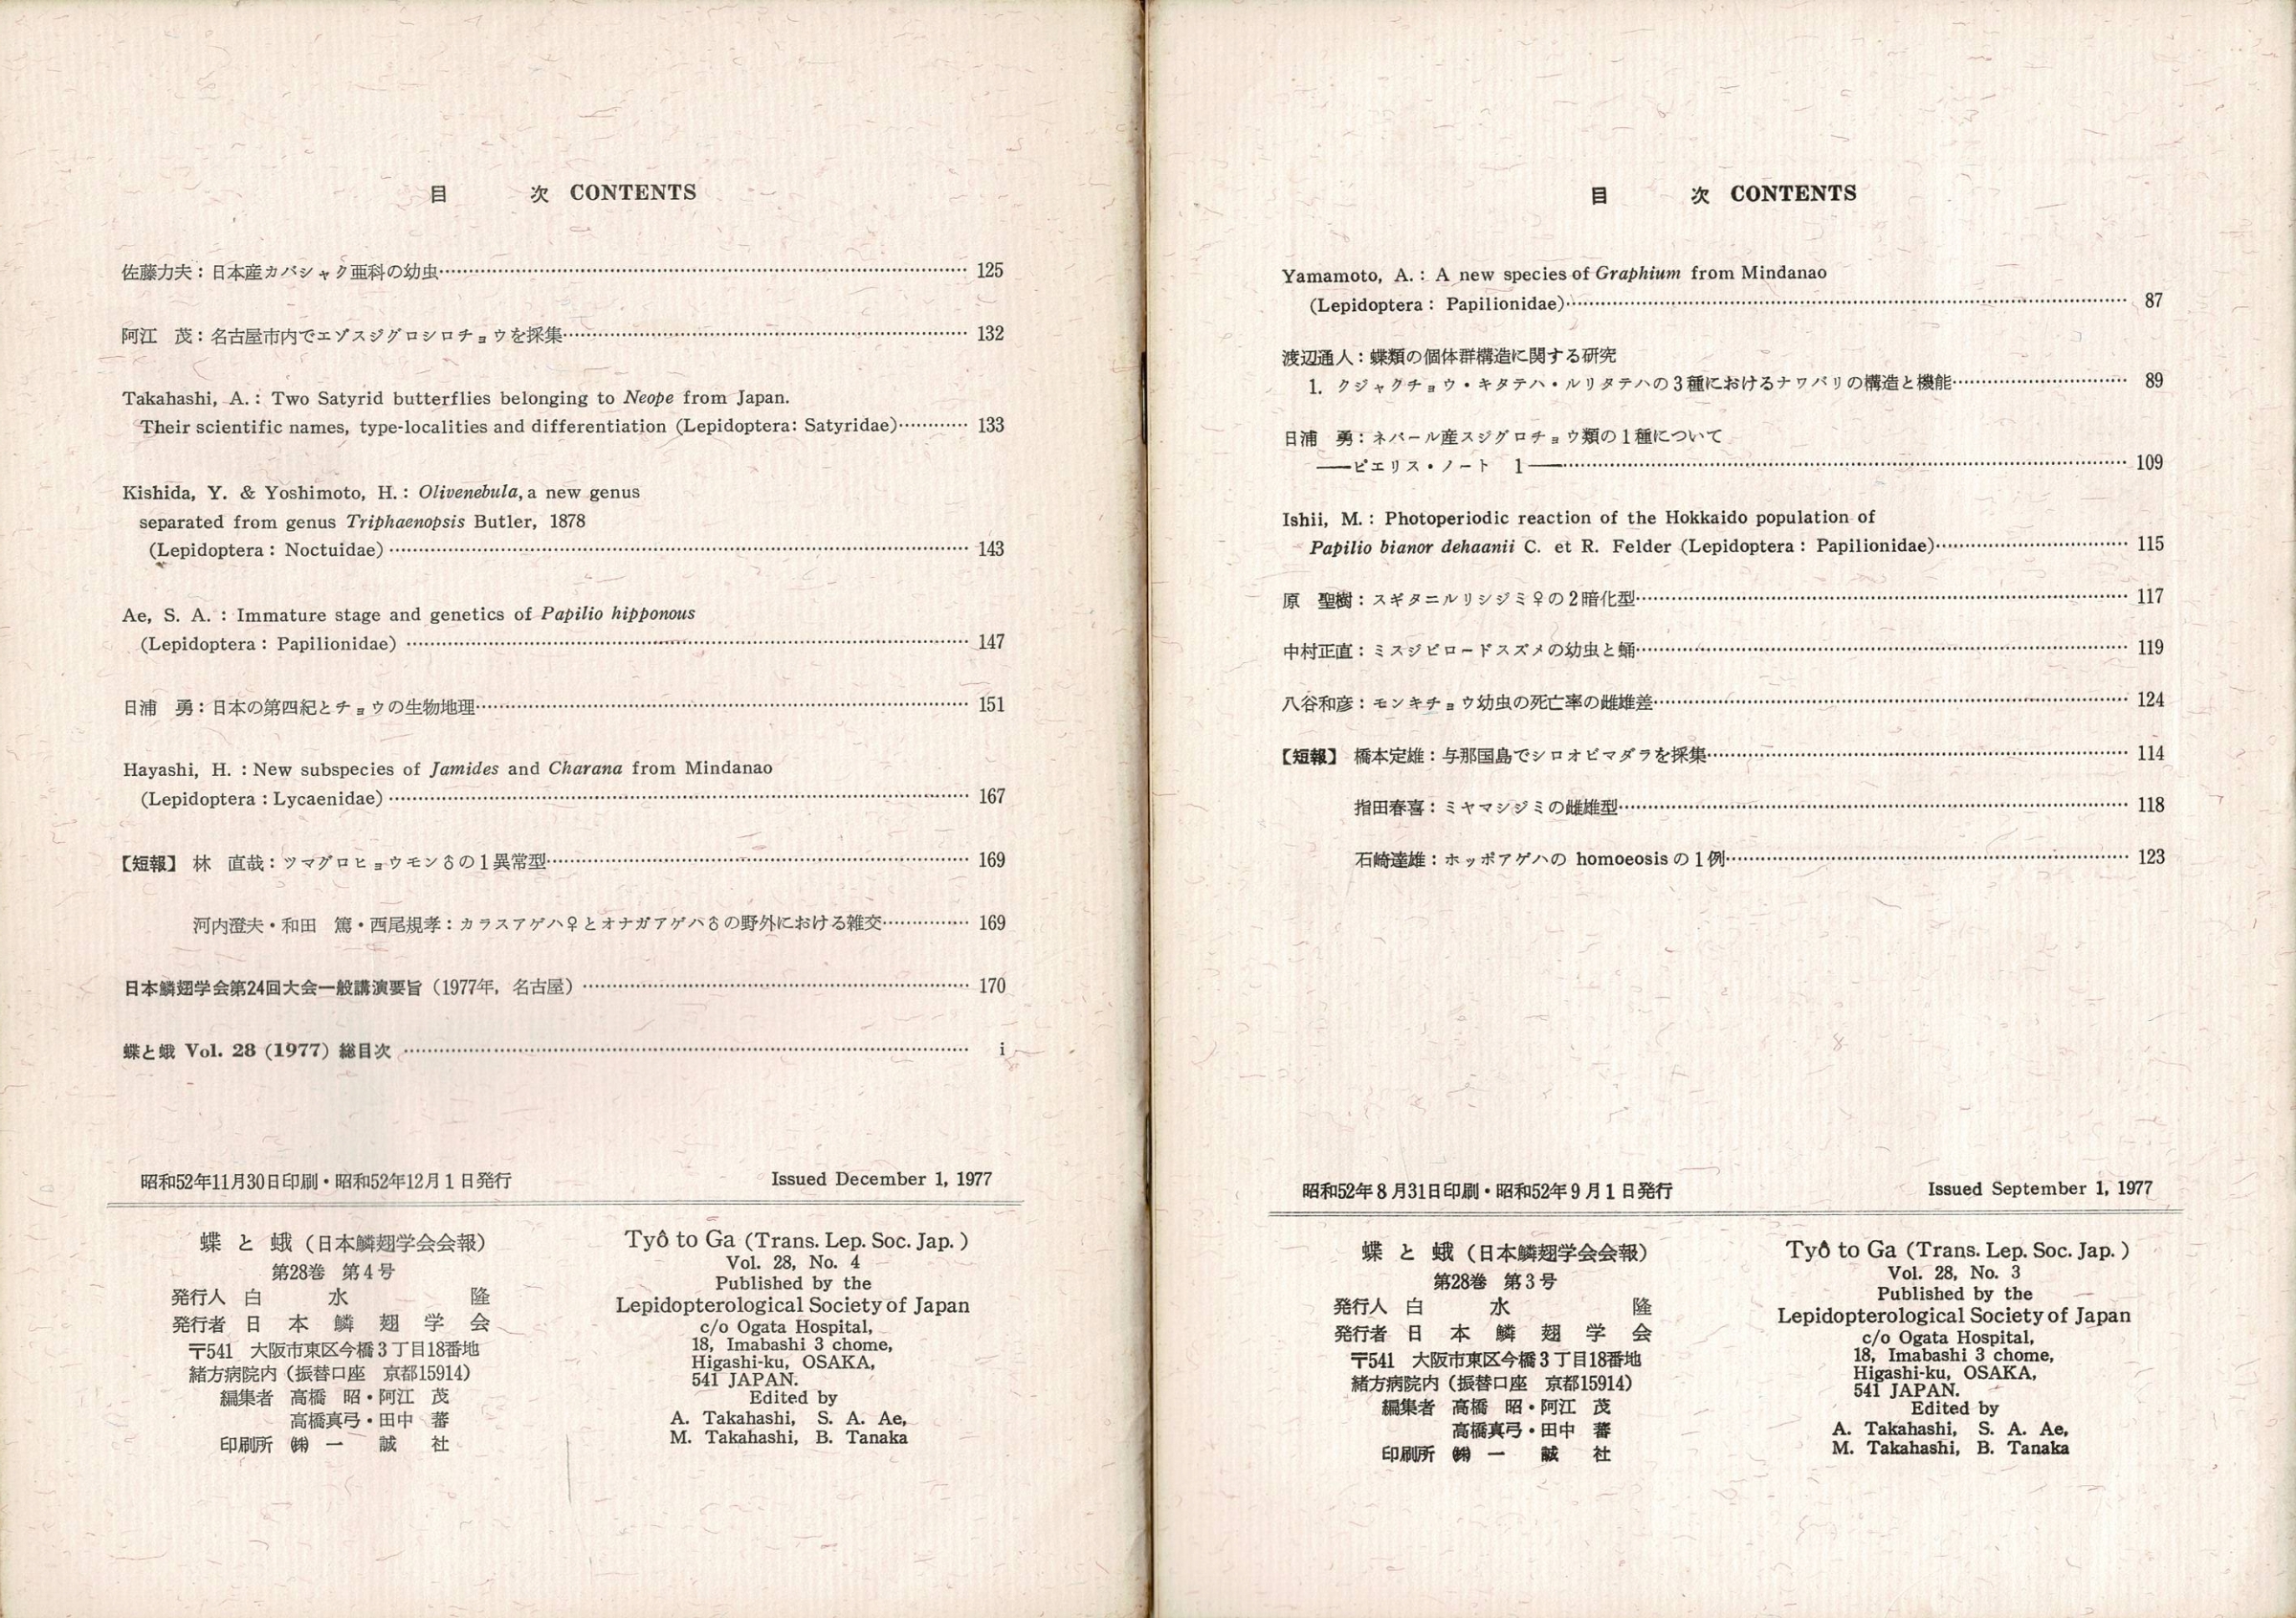 目 次 CONTENTS
佐藤力夫：日本産カバシャク亜科の幼虫…… 125
阿江 茂：名古屋市内でエゾスジグロシロチョウを採集…… 132
Takahashi, A.: Two Satyrid butterflies belonging to Neope from Japan.
Their scientific names, type-localities and differentiation (Lepidoptera: Satyridae)…… 133
Kishida, Y. & Yoshimoto, H.: Olivenebula, a new genus
separated from genus Triphaenopsis Butler, 1878
(Lepidoptera: Noctuidae)…… 143
Ae, S. A.: Immature stage and genetics of Papilio hipponous
(Lepidoptera: Papilionidae)…… 147
日浦 勇：日本の第四紀とチョウの生物地理…… 151
Hayashi, H.: New subspecies of Jamides and Charana from Mindanao
(Lepidoptera: Lycaenidae)…… 167
【短報】 林 直哉：ツマグロヒョウモン♂の1異常型…… 169
河内澄夫・和田 篤・西尾規孝：カラスアゲハ♀とオナガアゲハ♂の野外における雑交…… 169
日本鱗翅学会第24回大会一般講演要旨（1977年，名古屋）…… 170
蝶と蛾 Vol. 28 (1977) 総目次…… i
昭和52年11月30日印刷・昭和52年12月1日発行 Issued December 1, 1977
蝶と蛾（日本鱗翅学会会報）
第28巻 第4号
発行人 白水隆
発行者 日本鱗翅学会
〒541 大阪市東区今橋3丁目18番地
緒方病院内（振替口座 京都15914）
編集者 高橋 昭・阿江 茂
高橋真弓・田中 蕃
印刷所 ㈱一誠社
Tyô to Ga (Trans. Lep. Soc. Jap.)
Vol. 28, No. 4
Published by the
Lepidopterological Society of Japan
c/o Ogata Hospital,
18, Imabashi 3 chome,
Higashi-ku, OSAKA,
541 JAPAN.
Edited by
A. Takahashi, S. A. Ae,
M. Takahashi, B. Tanaka
目 次 CONTENTS
Yamamoto, A.: A new species of Graphium from Mindanao
(Lepidoptera: Papilionidae)…… 87
渡辺通人：蝶類の個体群構造に関する研究
1. クジャクチョウ・キタテハ・ルリタテハの3種におけるナワバリの構造と機能…… 89
日浦 勇：ネパール産スジグロチョウ類の1種について
――ピエリス・ノート 1――…… 109
Ishii, M.: Photoperiodic reaction of the Hokkaido population of
Papilio bianor dehaanii C. et R. Felder (Lepidoptera: Papilionidae)…… 115
原 聖樹：スギタニルリシジミ♀の2暗化型…… 117
中村正直：ミスジビロードスズメの幼虫と蛹…… 119
八谷和彦：モンキチョウ幼虫の死亡率の雌雄差…… 124
【短報】 橋本定雄：与那国島でシロオビマダラを採集…… 114
指田春喜：ミヤマシジミの雌雄型…… 118
石崎達雄：ホッポアゲハの homoeosis の1例…… 123
昭和52年8月31日印刷・昭和52年9月1日発行 Issued September 1, 1977
蝶と蛾（日本鱗翅学会会報）
第28巻 第3号
発行人 白水隆
発行者 日本鱗翅学会
〒541 大阪市東区今橋3丁目18番地
緒方病院内（振替口座 京都15914）
編集者 高橋 昭・阿江 茂
高橋真弓・田中 蕃
印刷所 ㈱一誠社
Tyô to Ga (Trans. Lep. Soc. Jap.)
Vol. 28, No. 3
Published by the
Lepidopterological Society of Japan
c/o Ogata Hospital,
18, Imabashi 3 chome,
Higashi-ku, OSAKA,
541 JAPAN.
Edited by
A. Takahashi, S. A. Ae,
M. Takahashi, B. Tanaka